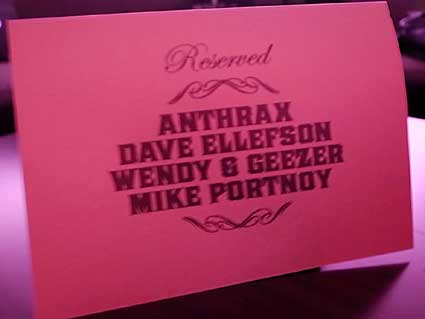 Reserved
ANTHRAX
DAVE ELLEFSON
WENDY & GEEZER
MIKE PORTNOY